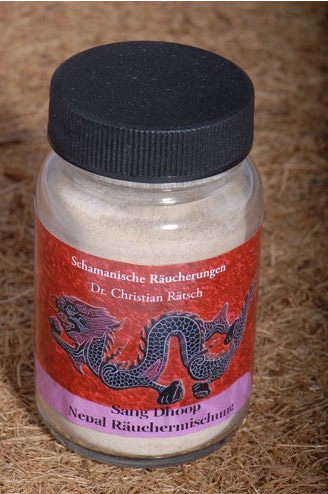 Schamanische Räucherungen
Dr. Christian Rätsch
Sang Dhoop
Nepal Räuchermischung